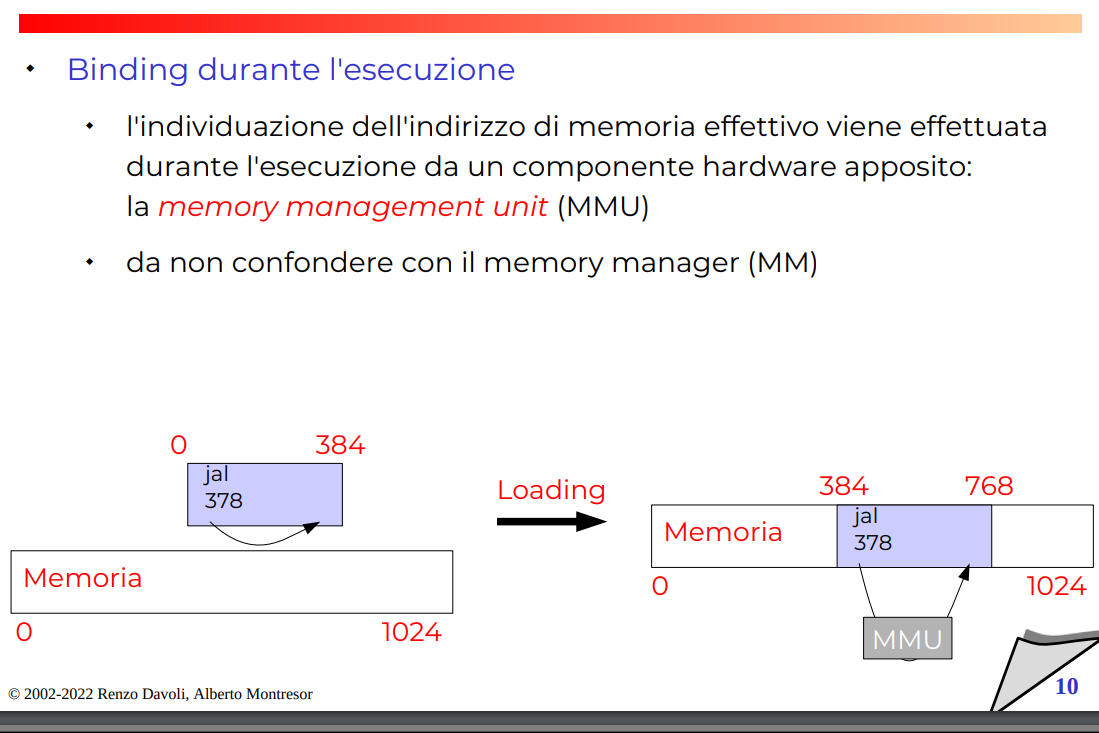 Binding durante l'esecuzione
l'individuazione dell'indirizzo di memoria effettivo viene effettuata
durante l'esecuzione da un componente hardware apposito:
la memory management unit (MMU)
da non confondere con il memory manager (MM)
0 384
jal
378
Memoria
0 1024
Loading
384 768
jal
378
Memoria
0 1024
MMU
© 2002-2022 Renzo Davoli, Alberto Montresor
10